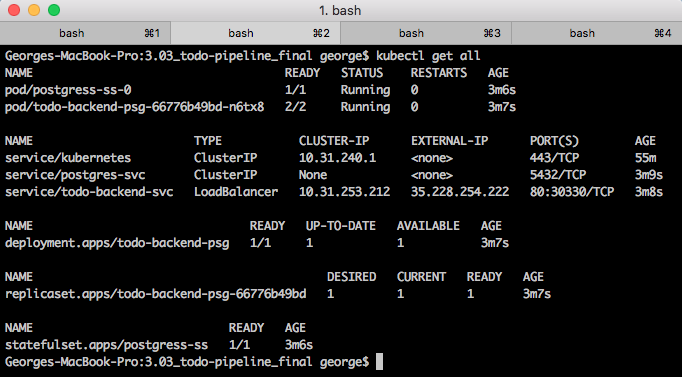 1. bash
bash ⌘1 bash ⌘2 bash ⌘3 bash ⌘4
Georges-MacBook-Pro:3.03_todo-pipeline_final george$ kubectl get all
NAME READY STATUS RESTARTS AGE
pod/postgress-ss-0 1/1 Running 0 3m6s
pod/todo-backend-psg-66776b49bd-n6tx8 2/2 Running 0 3m7s
NAME TYPE CLUSTER-IP EXTERNAL-IP PORT(S) AGE
service/kubernetes ClusterIP 10.31.240.1 <none> 443/TCP 55m
service/postgres-svc ClusterIP None <none> 5432/TCP 3m9s
service/todo-backend-svc LoadBalancer 10.31.253.212 35.228.254.222 80:30330/TCP 3m8s
NAME READY UP-TO-DATE AVAILABLE AGE
deployment.apps/todo-backend-psg 1/1 1 1 3m7s
NAME DESIRED CURRENT READY AGE
replicaset.apps/todo-backend-psg-66776b49bd 1 1 1 3m7s
NAME READY AGE
statefulset.apps/postgress-ss 1/1 3m6s
Georges-MacBook-Pro:3.03_todo-pipeline_final george$